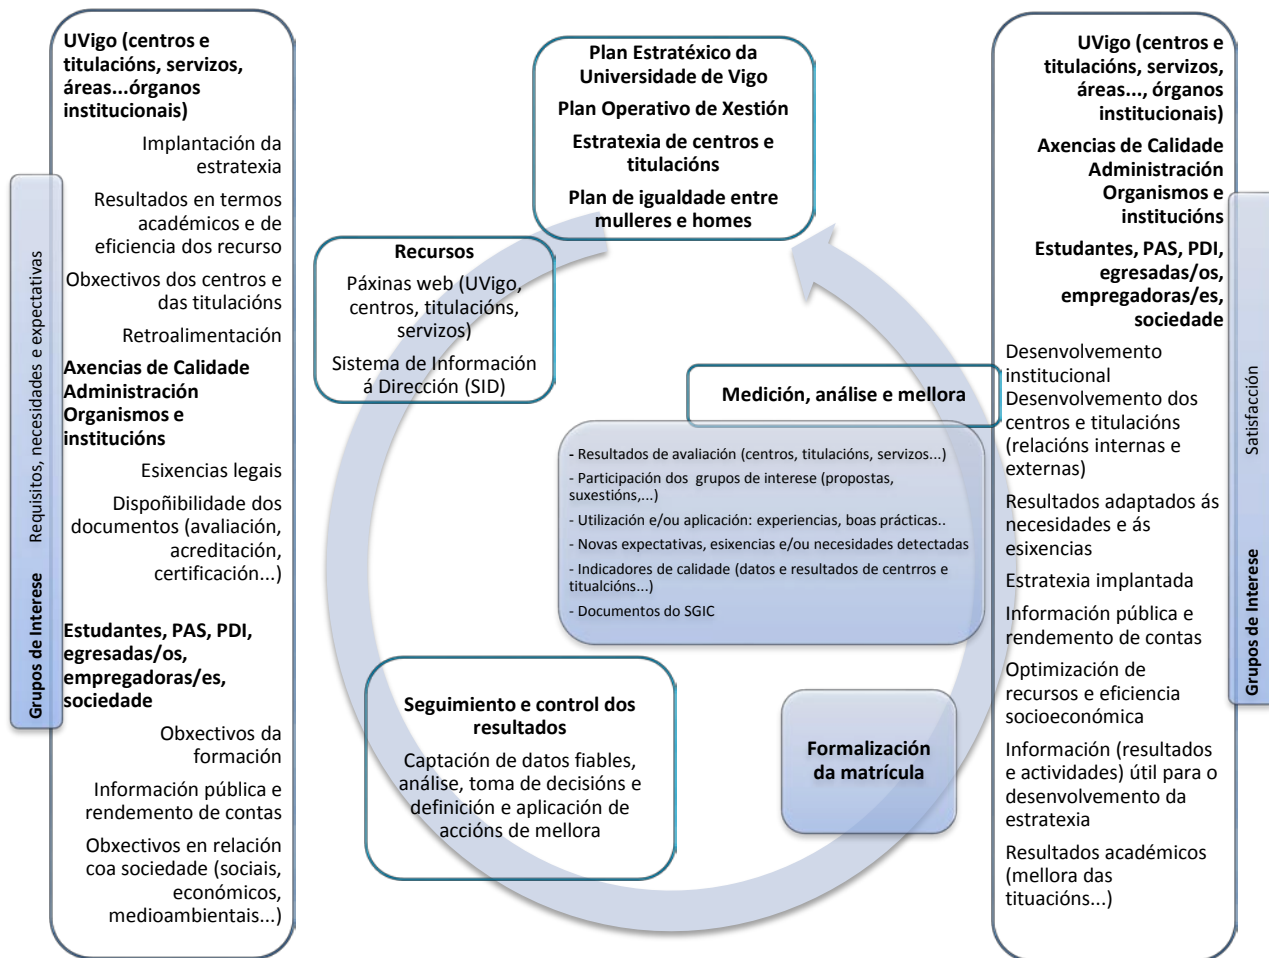 UVigo (centros e
titulacións, servizos,
áreas...órganos
institucionais)
Implantación da
estratexia
Resultados en termos
académicos e de
eficiencia dos recurso
Obxectivos dos centros e
das titulacións
Retroalimentación
Axencias de Calidade
Administración
Organismos e
institucións
Esixencias legais
Dispoñibilidade dos
documentos (avaliación,
acreditación,
certificación...)
Estudantes, PAS, PDI,
egresadas/os,
empregadoras/es,
sociedade
Obxectivos da
formación
Información pública e
rendemento de contas
Obxectivos en relación
coa sociedade (sociais,
económicos,
medioambientais...)
Grupos de Interese Requisitos, necesidades e expectativas
Plan Estratéxico da
Universidade de Vigo
Plan Operativo de Xestión
Estratexia de centros e
titulacións
Plan de igualdade entre
mulleres e homes
Recursos
Páxinas web (UVigo,
centros, titulacións,
servizos)
Sistema de Información
á Dirección (SID)
Medición, análise e mellora
- Resultados de avaliación (centros, titulacións, servizos...)
- Participación dos grupos de interese (propostas,
suxestións,...)
- Utilización e/ou aplicación: experiencias, boas prácticas..
- Novas expectativas, esixencias e/ou necesidades detectadas
- Indicadores de calidade (datos e resultados de centrros e
titualcións...)
- Documentos do SGIC
Seguimiento e control dos
resultados
Captación de datos fiables,
análise, toma de decisións e
definición e aplicación de
accións de mellora
Formalización
da matrícula
UVigo (centros e
titulacións, servizos,
áreas..., órganos
institucionais)
Axencias de Calidade
Administración
Organismos e
institucións
Estudantes, PAS, PDI,
egresadas/os,
empregadoras/es,
sociedade
Desenvolvemento
institucional
Desenvolvemento dos
centros e titulacións
(relacións internas e
externas)
Resultados adaptados ás
necesidades e ás
esixencias
Estratexia implantada
Información pública e
rendemento de contas
Optimización de
recursos e eficiencia
socioeconómica
Información (resultados
e actividades) útil para o
desenvolvemento da
estratexia
Resultados académicos
(mellora das
tituacións...)
Grupos de Interese Satisfacción